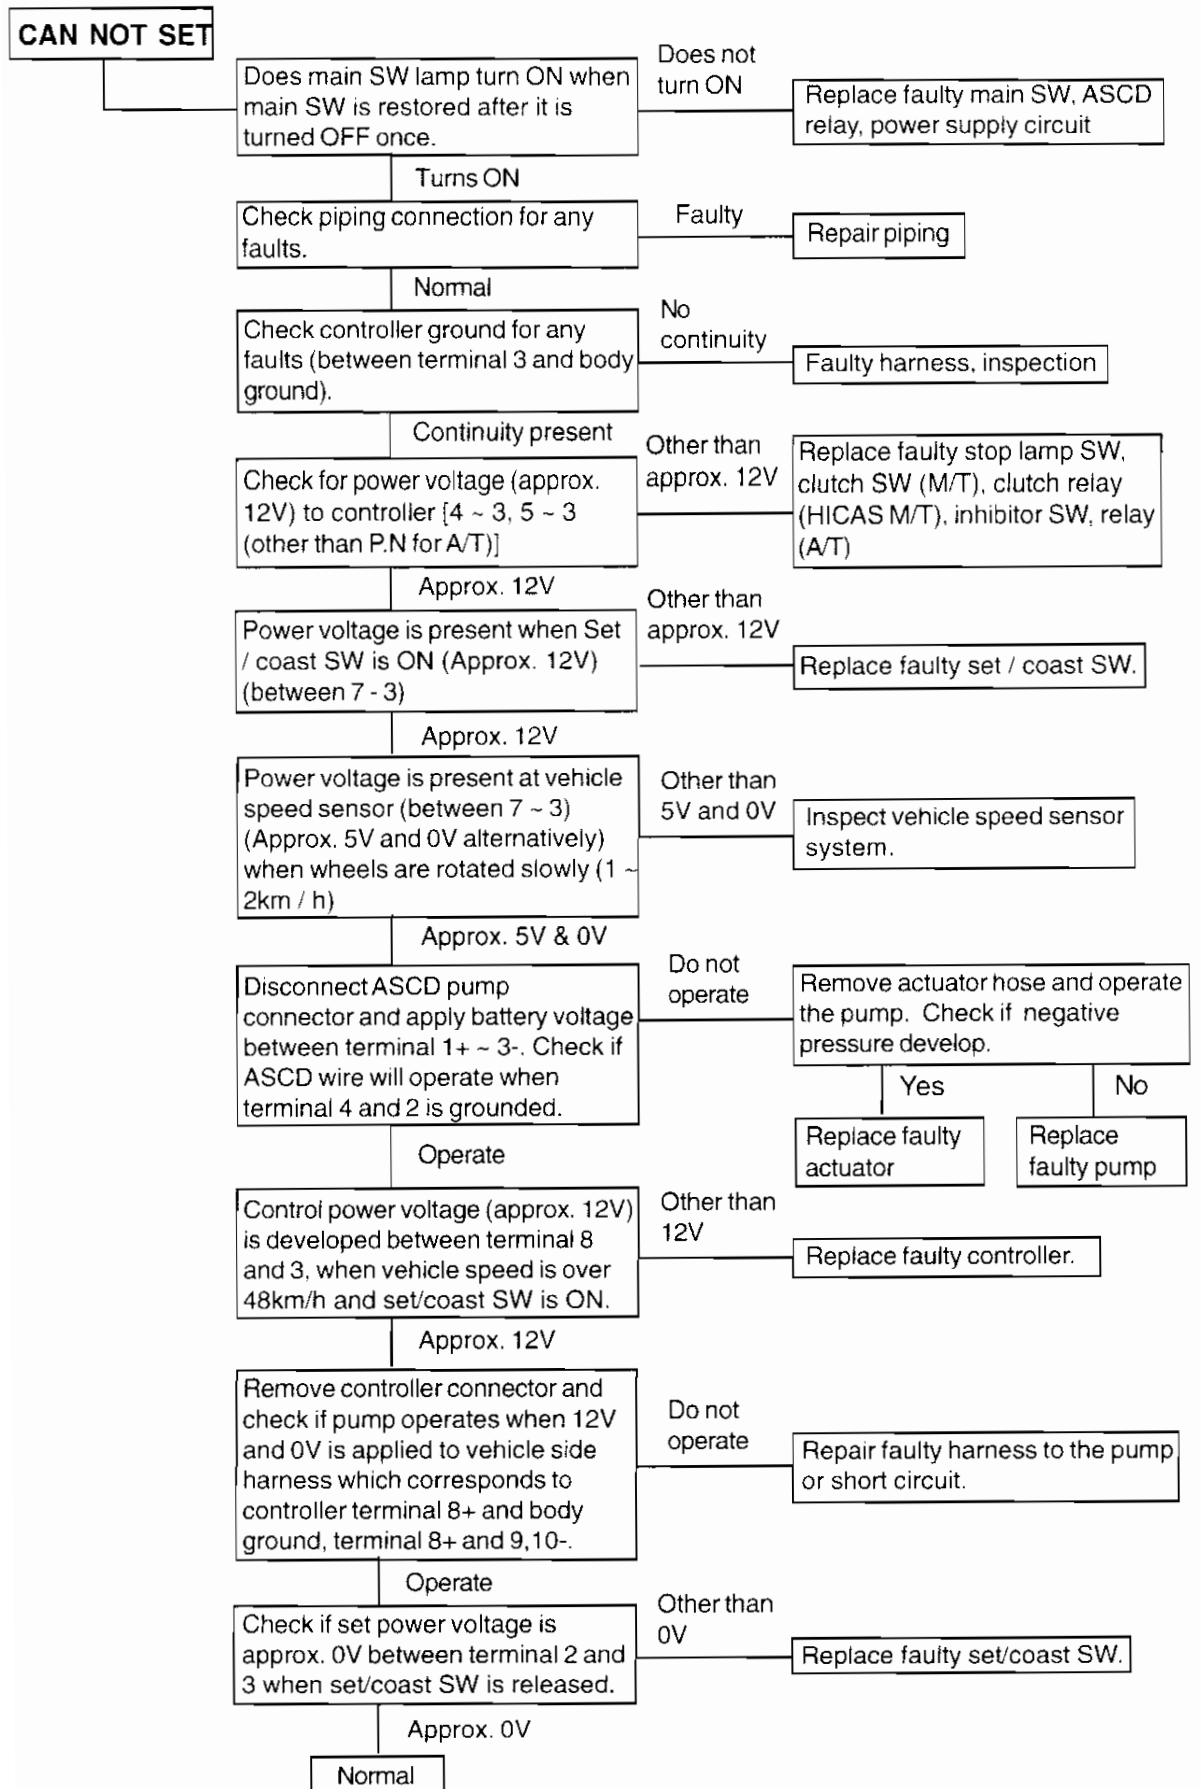 CAN NOT SET
Does main SW lamp turn ON when
main SW is restored after it is
turned OFF once.
Does not
turn ON
Replace faulty main SW, ASCD
relay, power supply circuit
Turns ON
Check piping connection for any
faults.
Faulty
Repair piping
Normal
Check controller ground for any
faults (between terminal 3 and body
ground).
No
continuity
Faulty harness, inspection
Continuity present
Check for power voltage (approx.
12V) to controller [4 ~ 3, 5 ~ 3
(other than P.N for A/T)]
Other than
approx. 12V
Replace faulty stop lamp SW,
clutch SW (M/T), clutch relay
(HICAS M/T), inhibitor SW, relay
(A/T)
Approx. 12V
Power voltage is present when Set
/ coast SW is ON (Approx. 12V)
(between 7 - 3)
Other than
approx. 12V
Replace faulty set / coast SW.
Approx. 12V
Power voltage is present at vehicle
speed sensor (between 7 ~ 3)
(Approx. 5V and 0V alternatively)
when wheels are rotated slowly (1 ~
2km / h)
Other than
5V and 0V
Inspect vehicle speed sensor
system.
Approx. 5V & 0V
Disconnect ASCD pump
connector and apply battery voltage
between terminal 1+ ~ 3-. Check if
ASCD wire will operate when
terminal 4 and 2 is grounded.
Do not
operate
Remove actuator hose and operate
the pump. Check if negative
pressure develop.
Yes
No
Replace faulty
actuator
Replace
faulty pump
Operate
Control power voltage (approx. 12V)
is developed between terminal 8
and 3, when vehicle speed is over
48km/h and set/coast SW is ON.
Other than
12V
Replace faulty controller.
Approx. 12V
Remove controller connector and
check if pump operates when 12V
and 0V is applied to vehicle side
harness which corresponds to
controller terminal 8+ and body
ground, terminal 8+ and 9,10-.
Do not
operate
Repair faulty harness to the pump
or short circuit.
Operate
Check if set power voltage is
approx. 0V between terminal 2 and
3 when set/coast SW is released.
Other than
0V
Replace faulty set/coast SW.
Approx. 0V
Normal